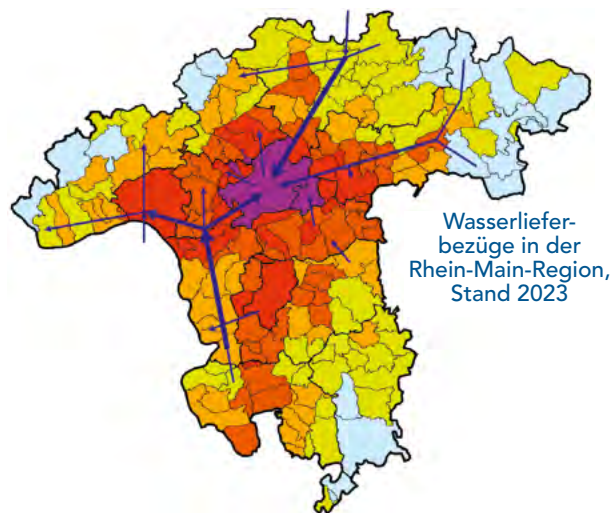 Wasserliefer-
bezüge in der
Rhein-Main-Region,
Stand 2023